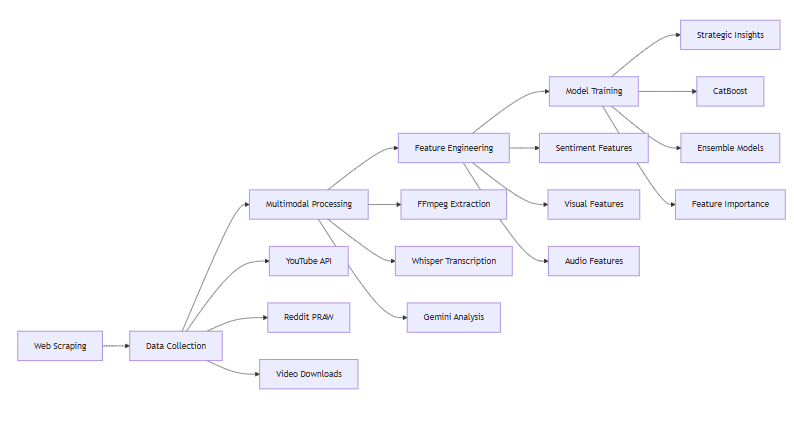 Strategic Insights
Model Training
CatBoost
Feature Engineering
Sentiment Features
Ensemble Models
Multimodal Processing
FFmpeg Extraction
Visual Features
Feature Importance
YouTube API
Whisper Transcription
Audio Features
Reddit PRAW
Gemini Analysis
Web Scraping
Data Collection
Video Downloads